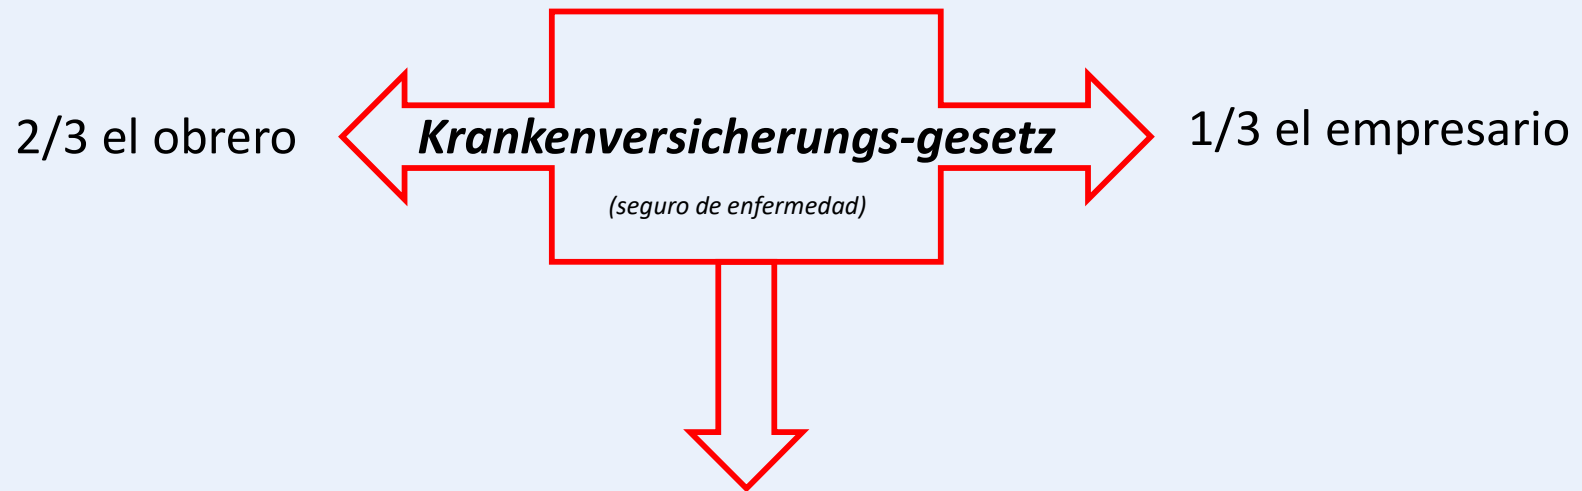 2/3 el obrero
Krankenversicherungs-gesetz
1/3 el empresario
(seguro de enfermedad)